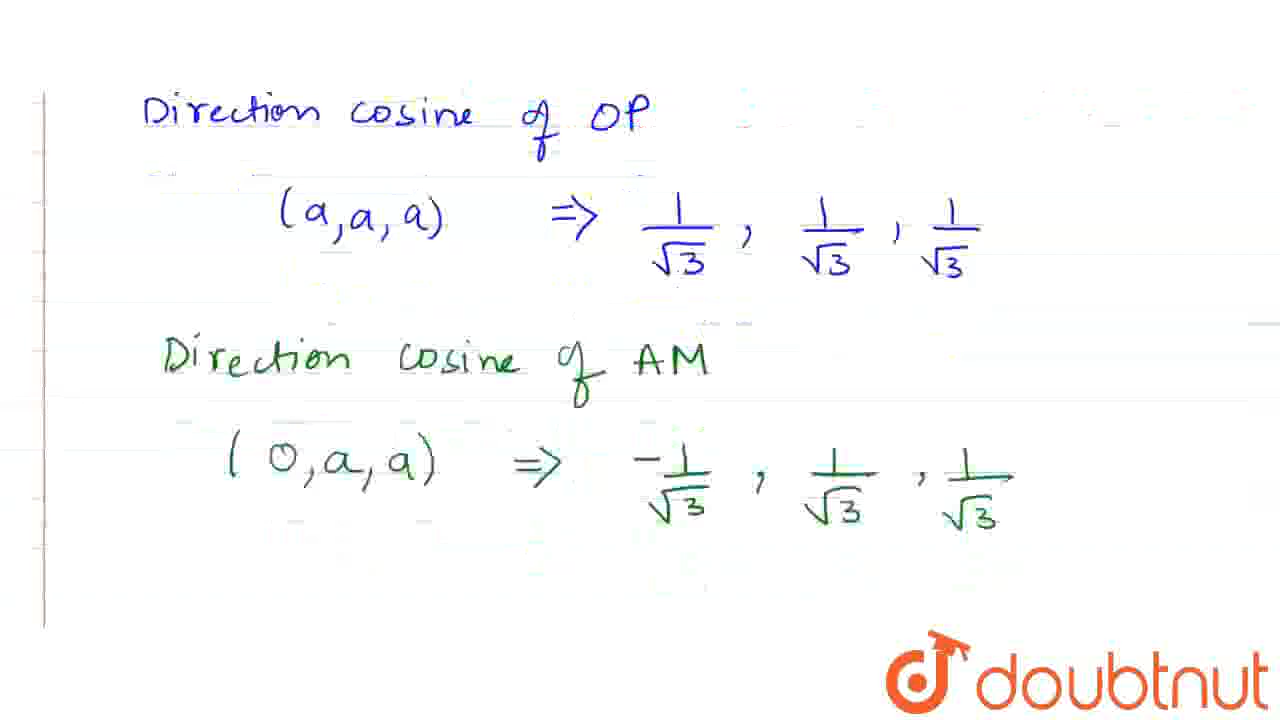 Direction cosine of OP
(a, a, a) => 1/√3 , 1/√3 , 1/√3
Direction cosine of AM
( 0, a, a) => -1/√3 , 1/√3 , 1/√3
doubtnut